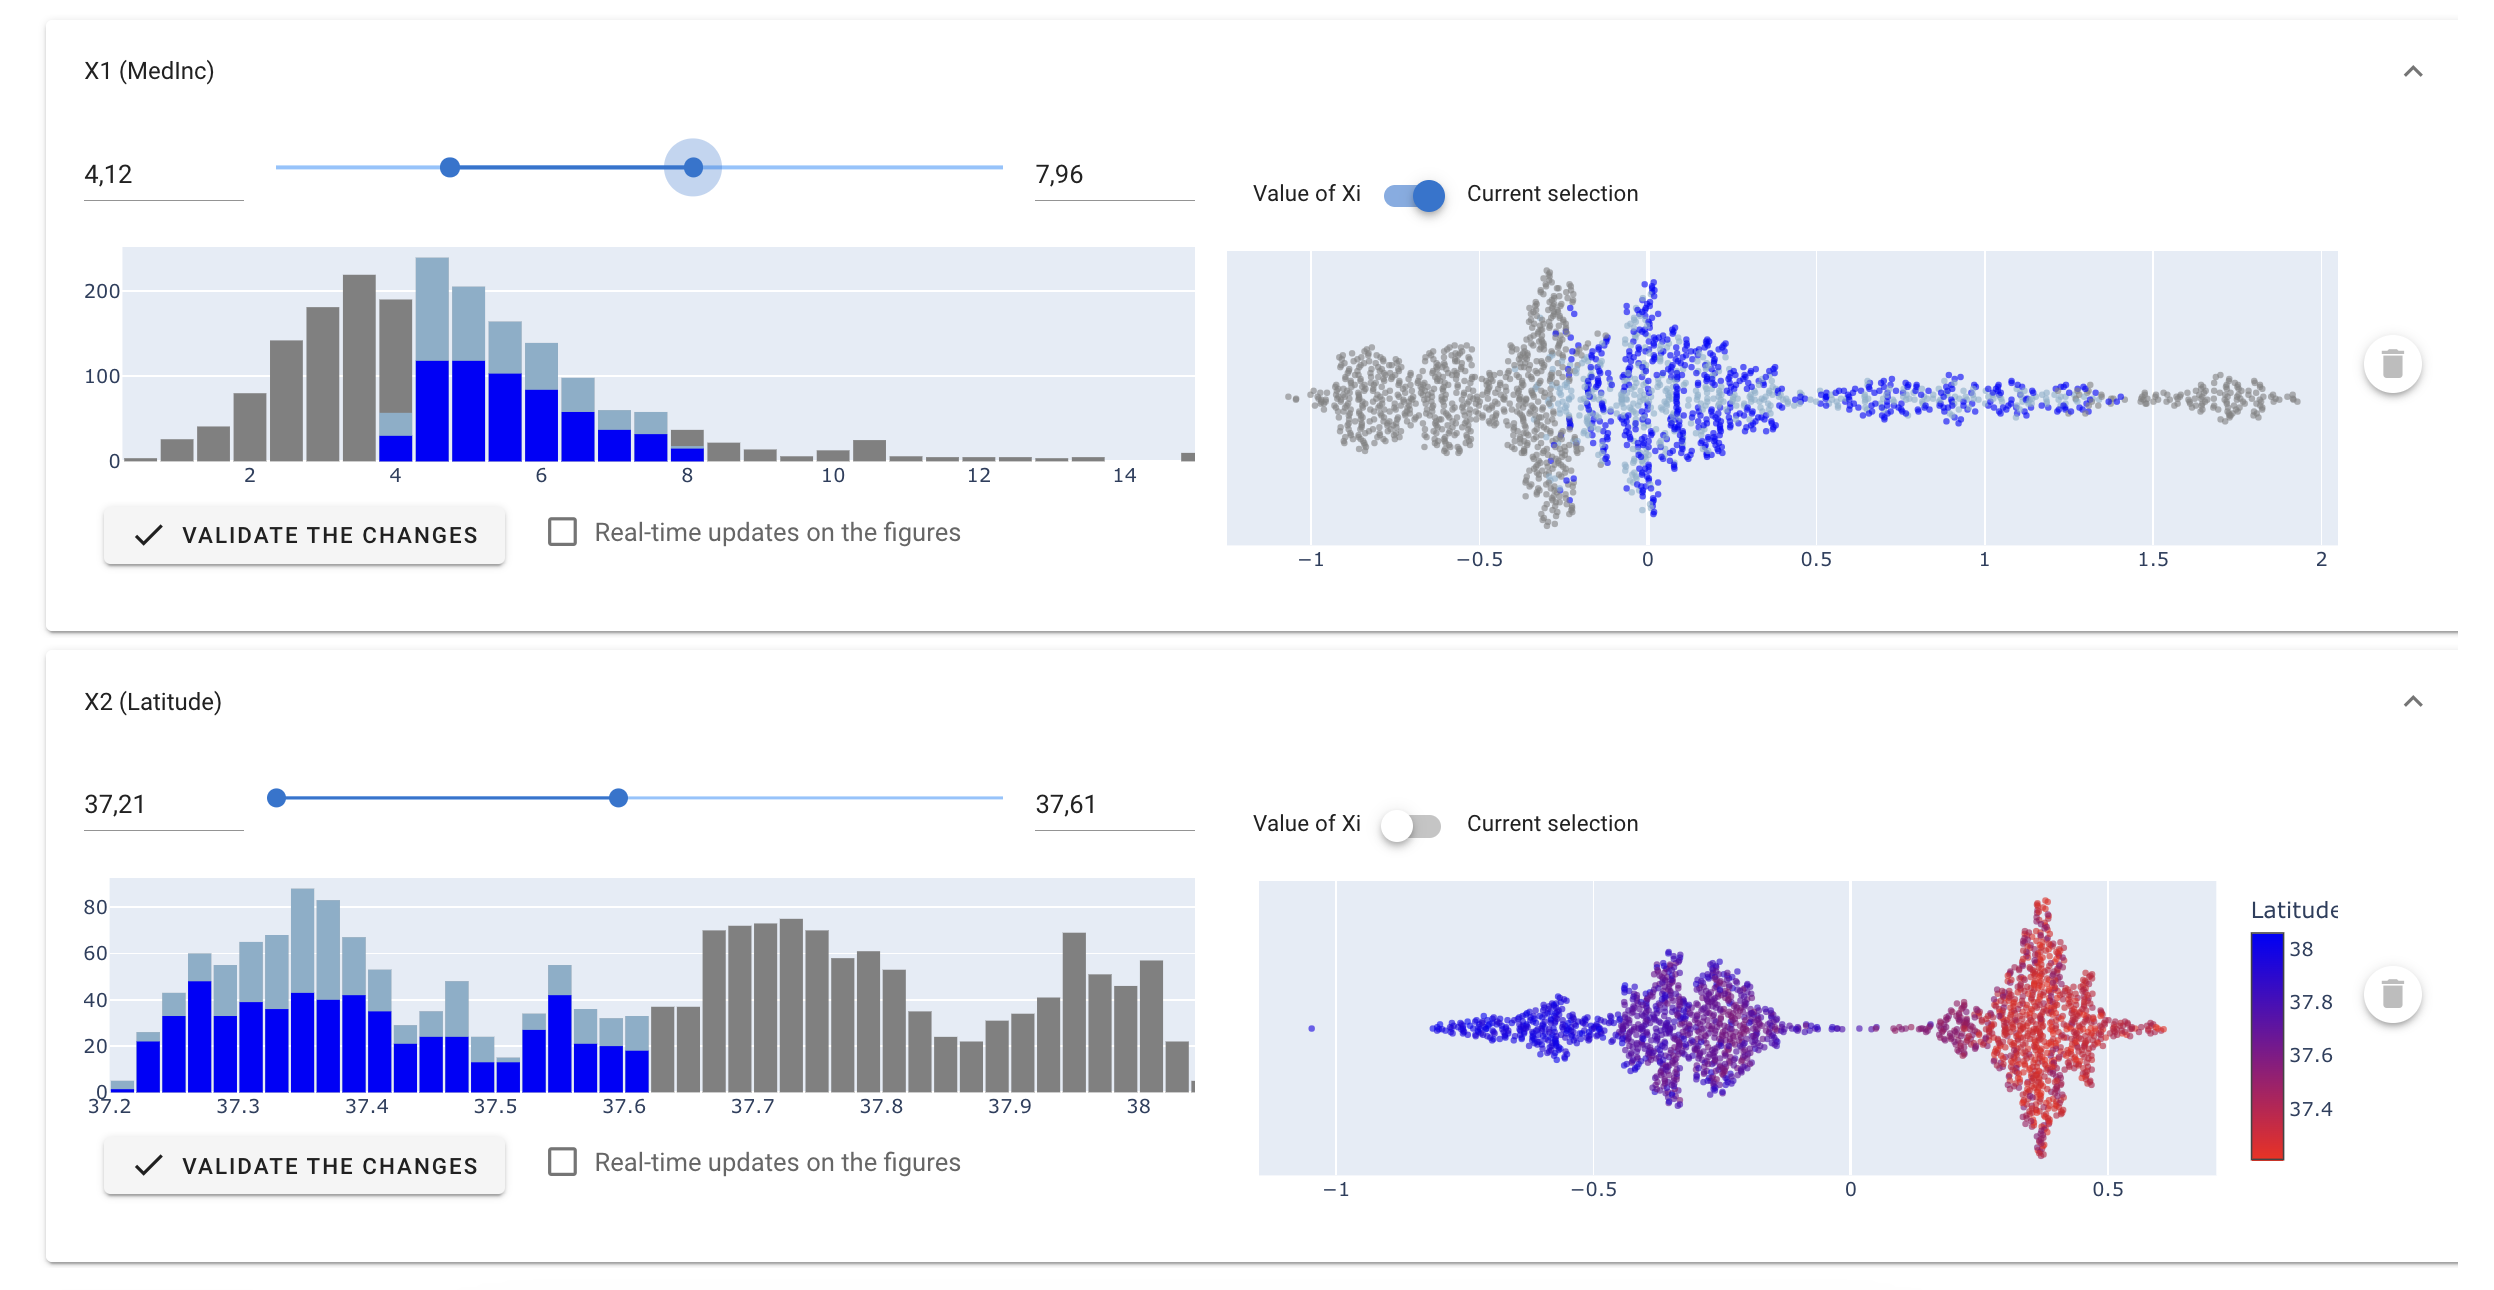 X1 (MedInc)
4,12
7,96
Value of Xi
Current selection
200
100
0
2 4 6 8 10 12 14
−1 −0.5 0 0.5 1 1.5 2
VALIDATE THE CHANGES
Real-time updates on the figures
X2 (Latitude)
37,21
37,61
Value of Xi
Current selection
80
60
40
20
0
37.2 37.3 37.4 37.5 37.6 37.7 37.8 37.9 38
−1 −0.5 0 0.5
Latitude
38
37.8
37.6
37.4
VALIDATE THE CHANGES
Real-time updates on the figures